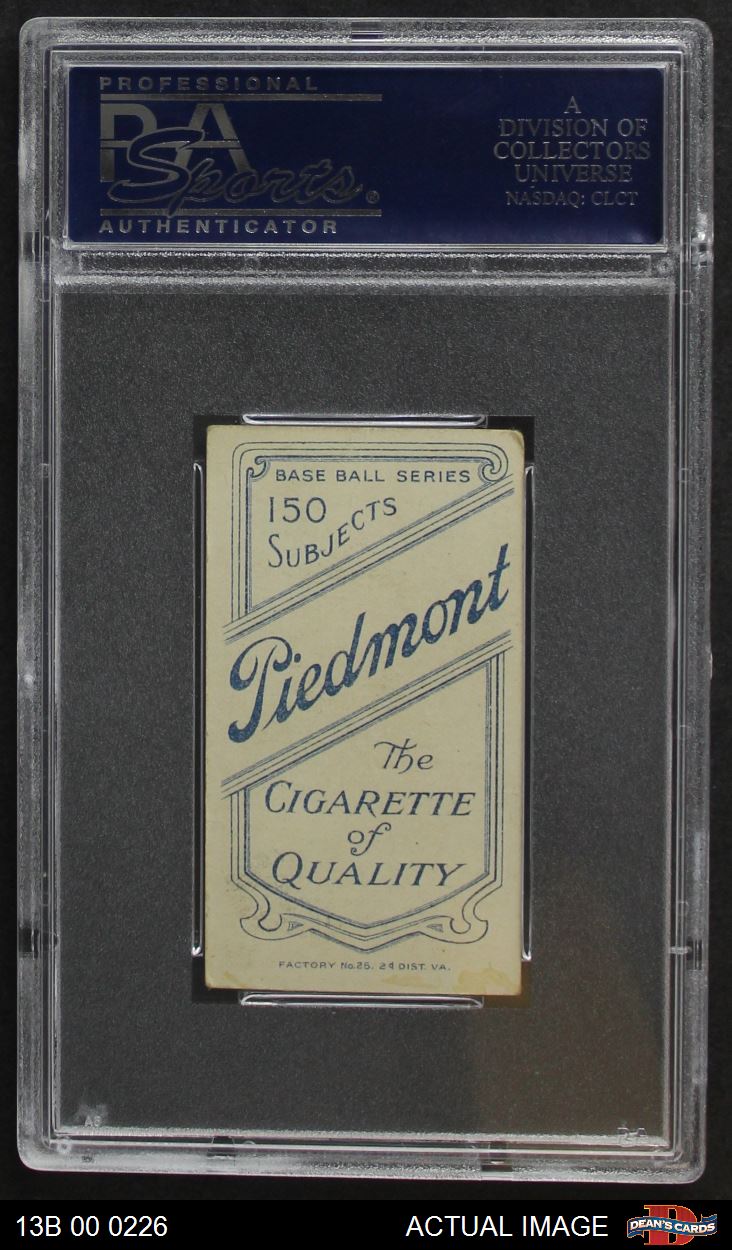 PROFESSIONAL
PSA
Sports ®
AUTHENTICATOR
A
DIVISION OF
COLLECTORS
UNIVERSE
NASDAQ: CLCT
BASE BALL SERIES
150
SUBJECTS
Piedmont
The
CIGARETTE
of
QUALITY
FACTORY No.25. 2d DIST. VA.
13B 00 0226
ACTUAL IMAGE
DEAN'S CARDS